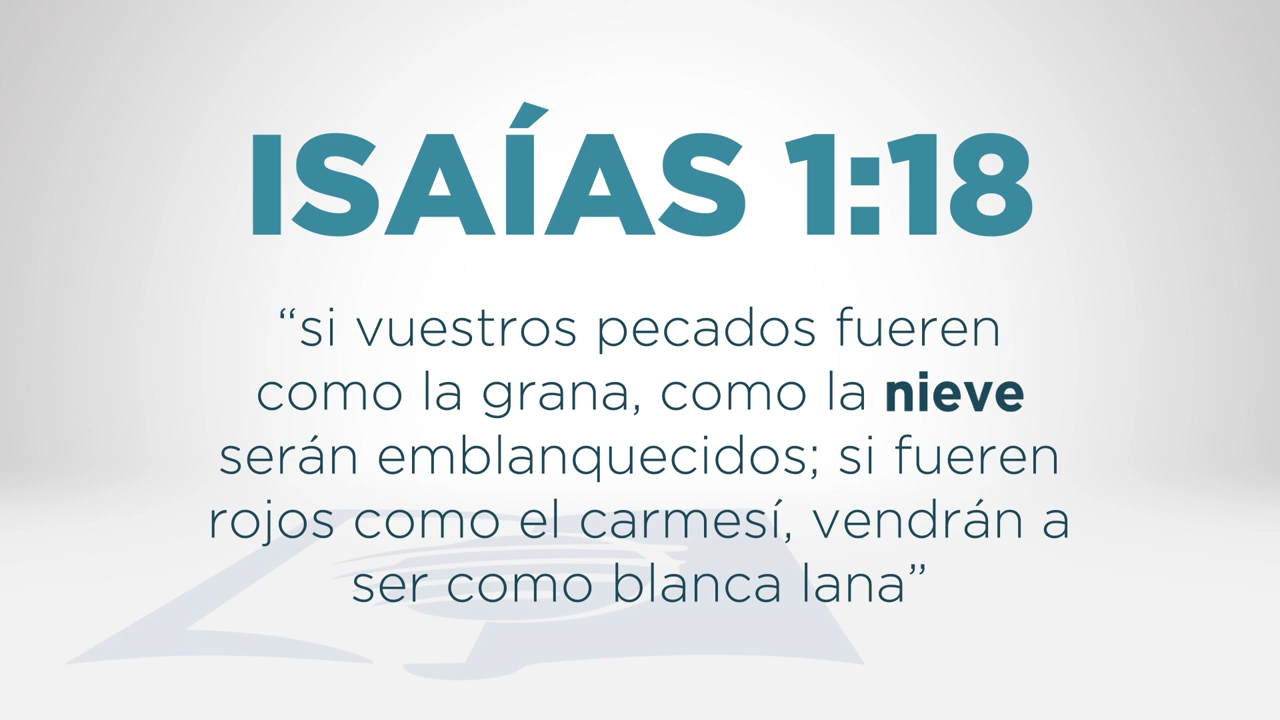 ISAÍAS 1:18
“si vuestros pecados fueren
como la grana, como la nieve
serán emblanquecidos; si fueren
rojos como el carmesí, vendrán a
ser como blanca lana”